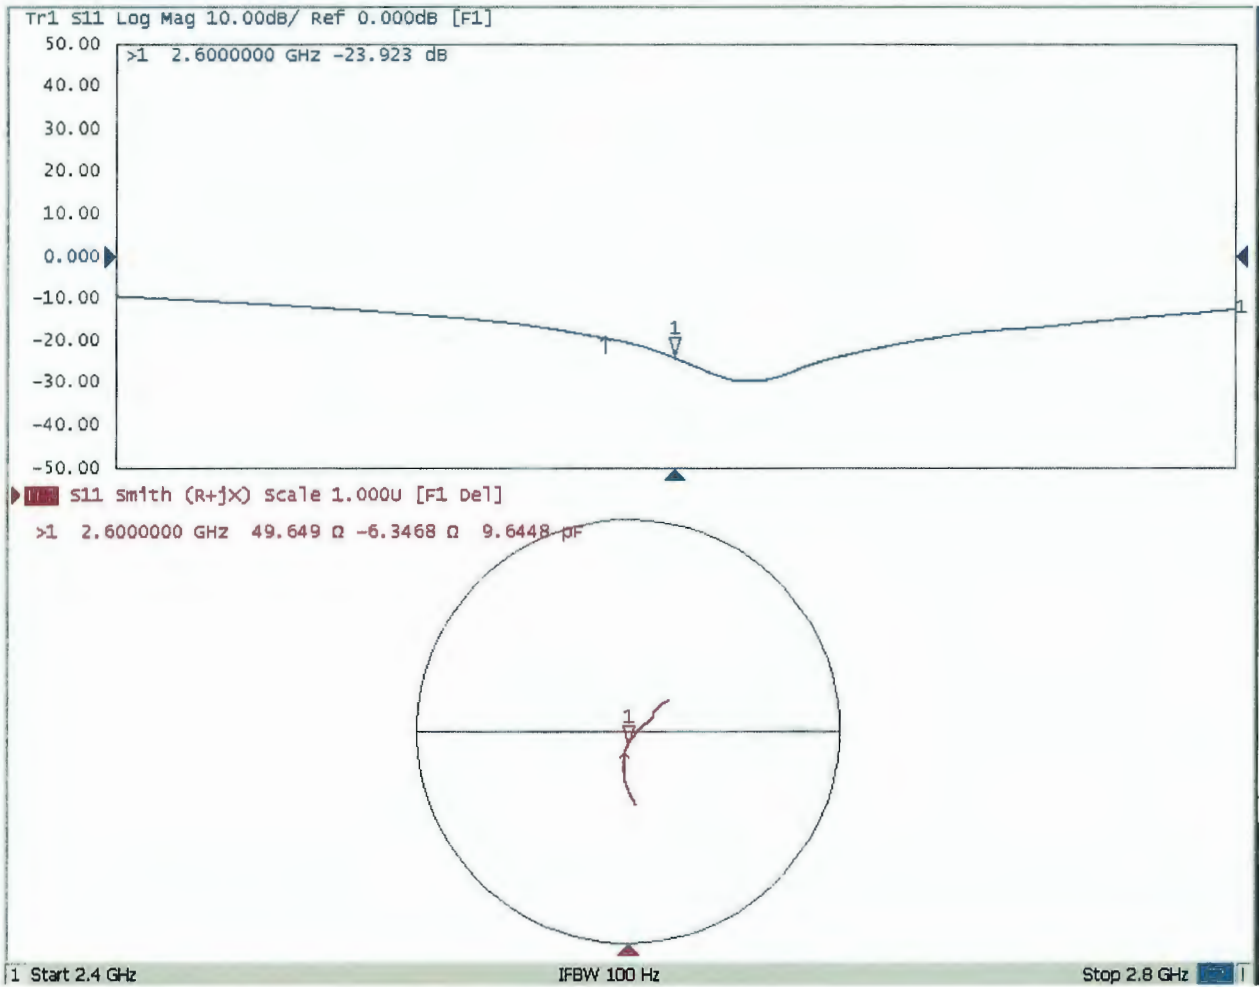 Tr1 S11 Log Mag 10.00dB/ Ref 0.000dB [F1]
50.00
>1 2.6000000 GHz -23.923 dB
40.00
30.00
20.00
10.00
0.000
-10.00
1
1
-20.00
-30.00
-40.00
-50.00
S11 Smith (R+jX) Scale 1.000U [F1 Del]
>1 2.6000000 GHz 49.649 Ω -6.3468 Ω 9.6448 pF
1
1 Start 2.4 GHz
IFBW 100 Hz
Stop 2.8 GHz